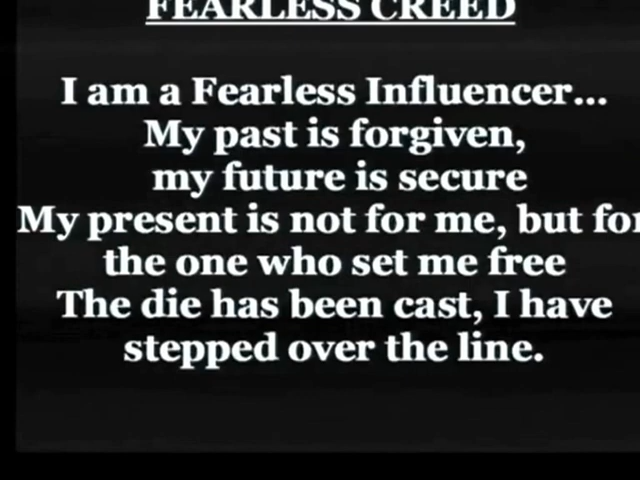 FEARLESS CREED
I am a Fearless Influencer...
My past is forgiven,
my future is secure
My present is not for me, but for
the one who set me free
The die has been cast, I have
stepped over the line.